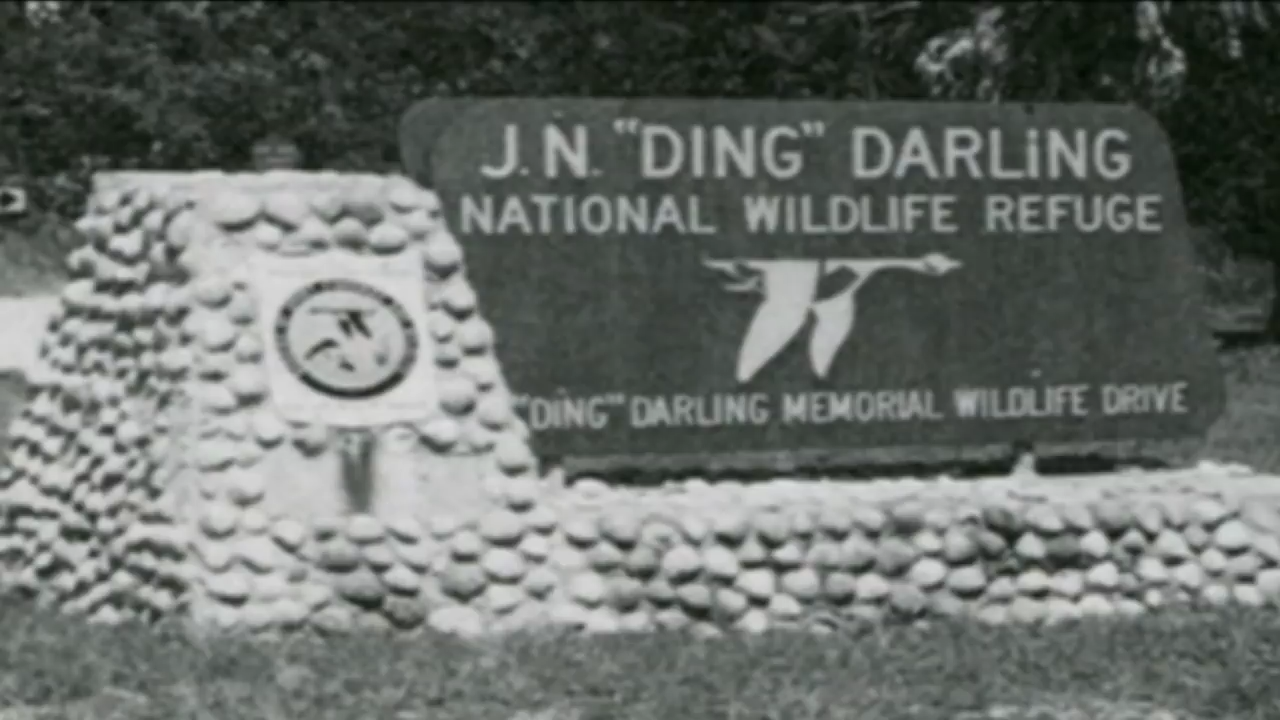 J.N. "DING" DARLiNG
NATIONAL WILDLIFE REFUGE
"DING" DARLING MEMORIAL WILDLIFE DRIVE